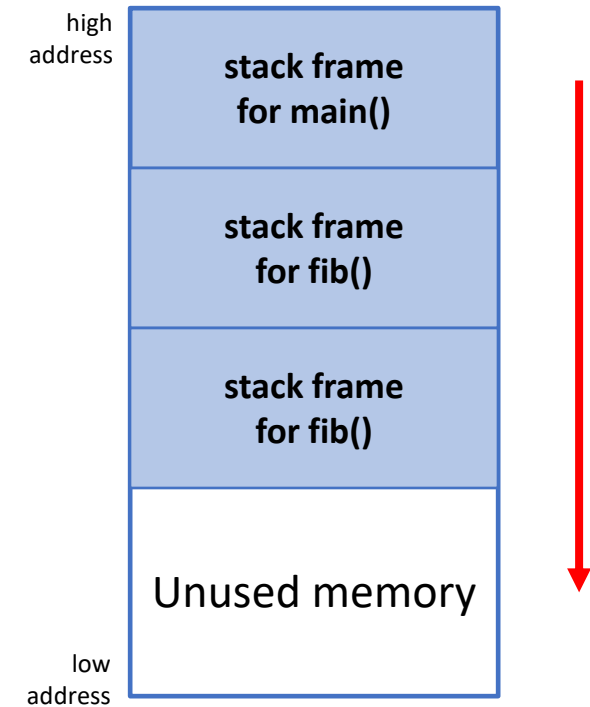 high
address
stack frame
for main()
stack frame
for fib()
stack frame
for fib()
Unused memory
low
address